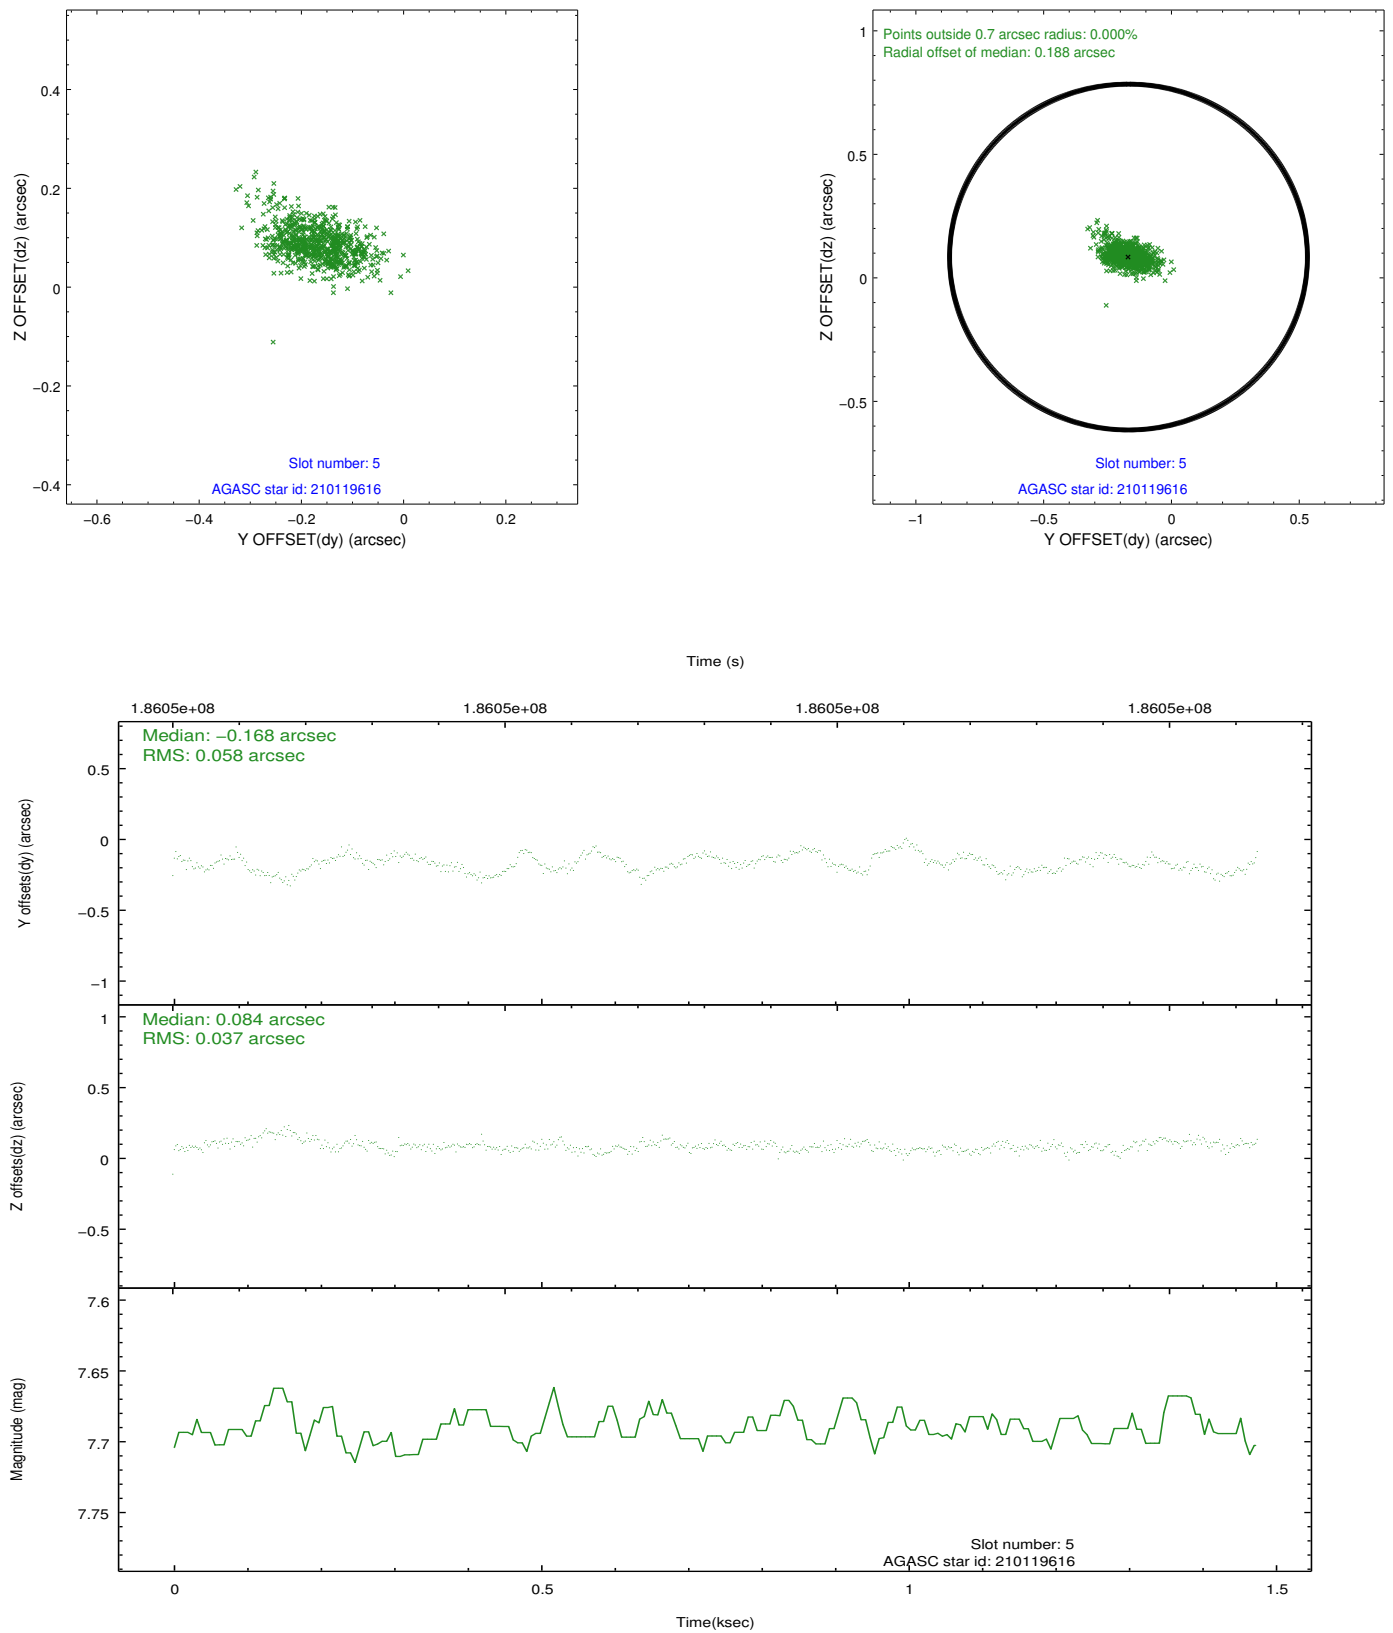 0.4
0.2
0
−0.2
−0.4
Z OFFSET(dz) (arcsec)
Slot number: 5
AGASC star id: 210119616
−0.6
−0.4
−0.2
0
0.2
Y OFFSET(dy) (arcsec)
Points outside 0.7 arcsec radius: 0.000%
Radial offset of median: 0.188 arcsec
1
0.5
0
−0.5
Z OFFSET(dz) (arcsec)
Slot number: 5
AGASC star id: 210119616
−1
−0.5
0
0.5
Y OFFSET(dy) (arcsec)
Time (s)
1.8605e+08
1.8605e+08
1.8605e+08
1.8605e+08
Median: −0.168 arcsec
RMS: 0.058 arcsec
0.5
0
−0.5
−1
Y offsets(dy) (arcsec)
Median: 0.084 arcsec
RMS: 0.037 arcsec
1
0.5
0
−0.5
Z offsets(dz) (arcsec)
7.6
7.65
7.7
7.75
Magnitude (mag)
Slot number: 5
AGASC star id: 210119616
0
0.5
1
1.5
Time(ksec)